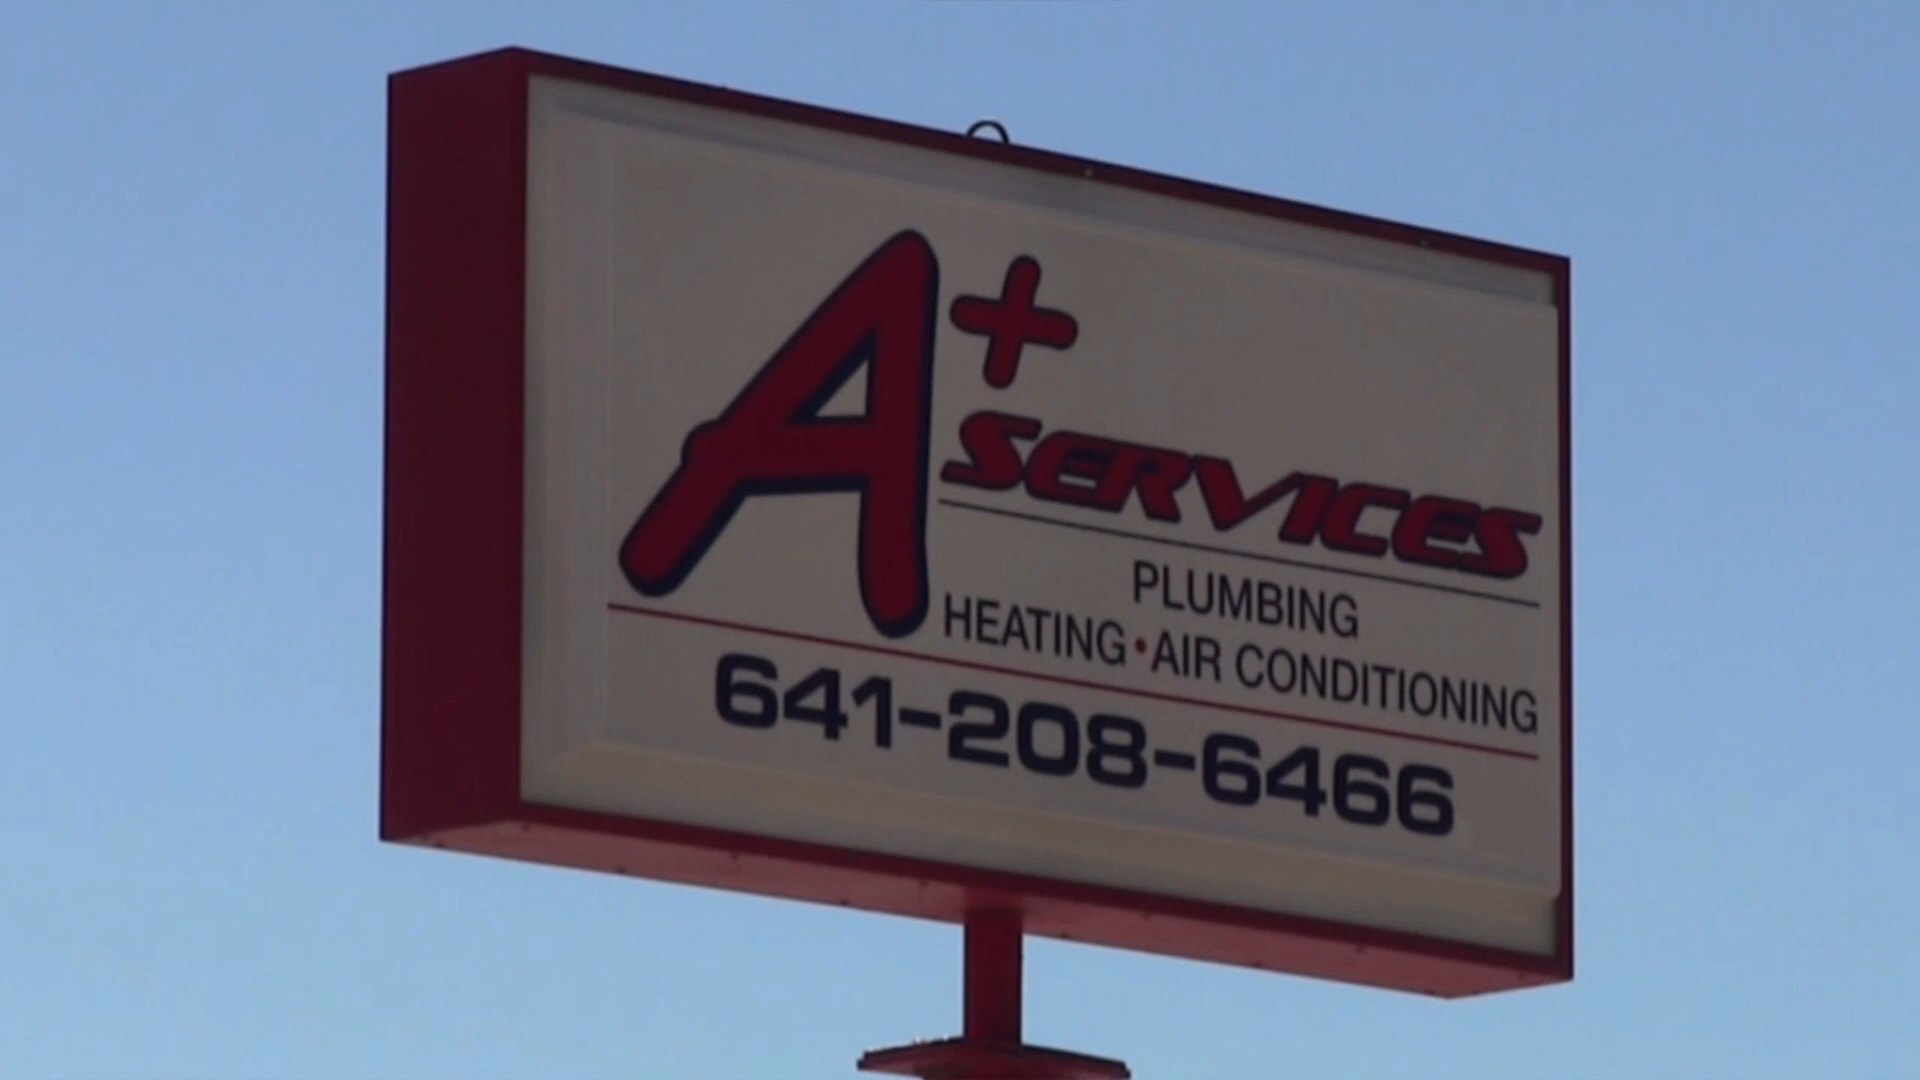 A+
SERVICES
PLUMBING
HEATING•AIR CONDITIONING
641-208-6466